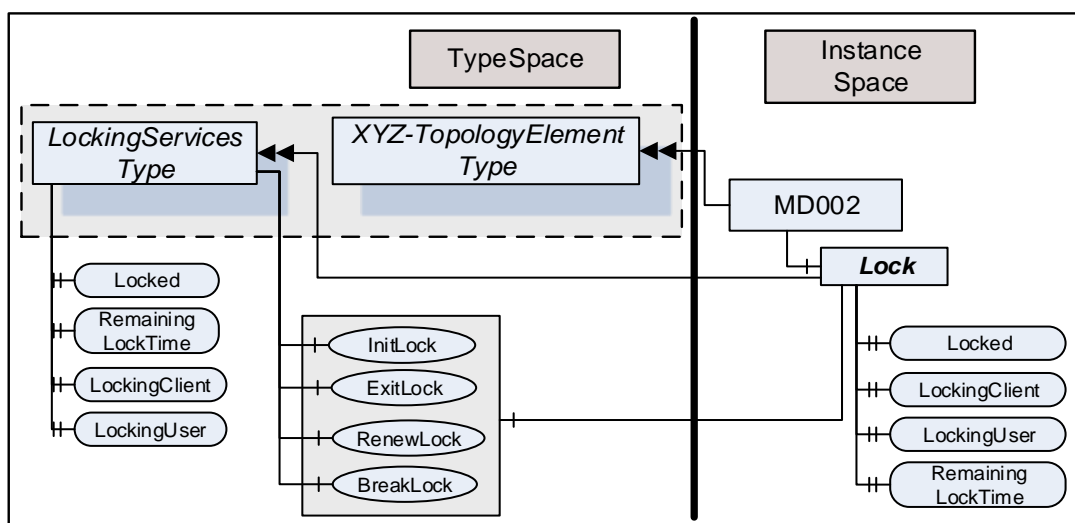 TypeSpace
Instance
Space
LockingServices
Type
XYZ-TopologyElement
Type
MD002
Lock
Locked
Remaining
LockTime
LockingClient
LockingUser
InitLock
ExitLock
RenewLock
BreakLock
Locked
LockingClient
LockingUser
Remaining
LockTime